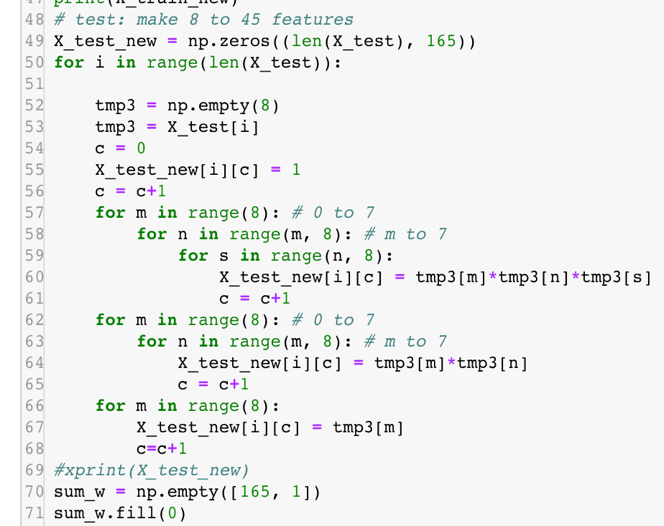 47 print(x_train_new)
48 # test: make 8 to 45 features
49 X_test_new = np.zeros((len(X_test), 165))
50 for i in range(len(X_test)):
51
52     tmp3 = np.empty(8)
53     tmp3 = X_test[i]
54     c = 0
55     X_test_new[i][c] = 1
56     c = c+1
57     for m in range(8): # 0 to 7
58         for n in range(m, 8): # m to 7
59             for s in range(n, 8):
60                 X_test_new[i][c] = tmp3[m]*tmp3[n]*tmp3[s]
61                 c = c+1
62     for m in range(8): # 0 to 7
63         for n in range(m, 8): # m to 7
64             X_test_new[i][c] = tmp3[m]*tmp3[n]
65             c = c+1
66     for m in range(8):
67         X_test_new[i][c] = tmp3[m]
68         c=c+1
69 #xprint(X_test_new)
70 sum_w = np.empty([165, 1])
71 sum_w.fill(0)